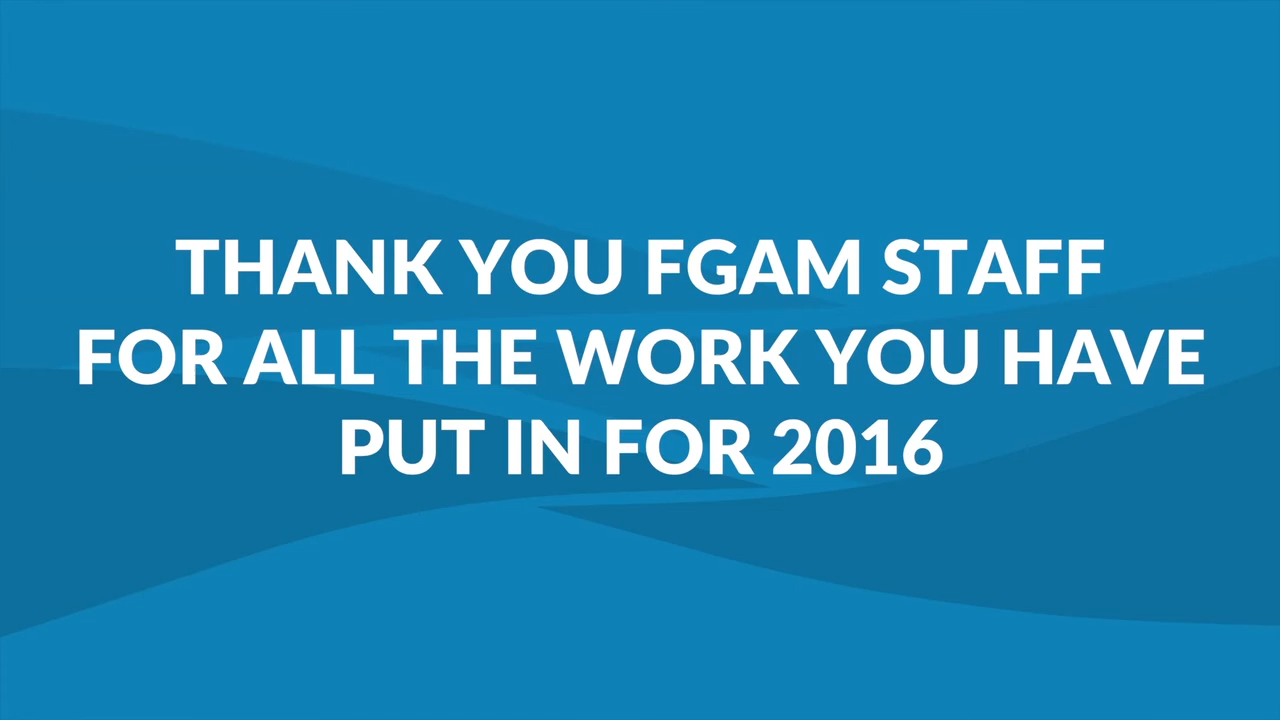 THANK YOU FGAM STAFF
FOR ALL THE WORK YOU HAVE
PUT IN FOR 2016